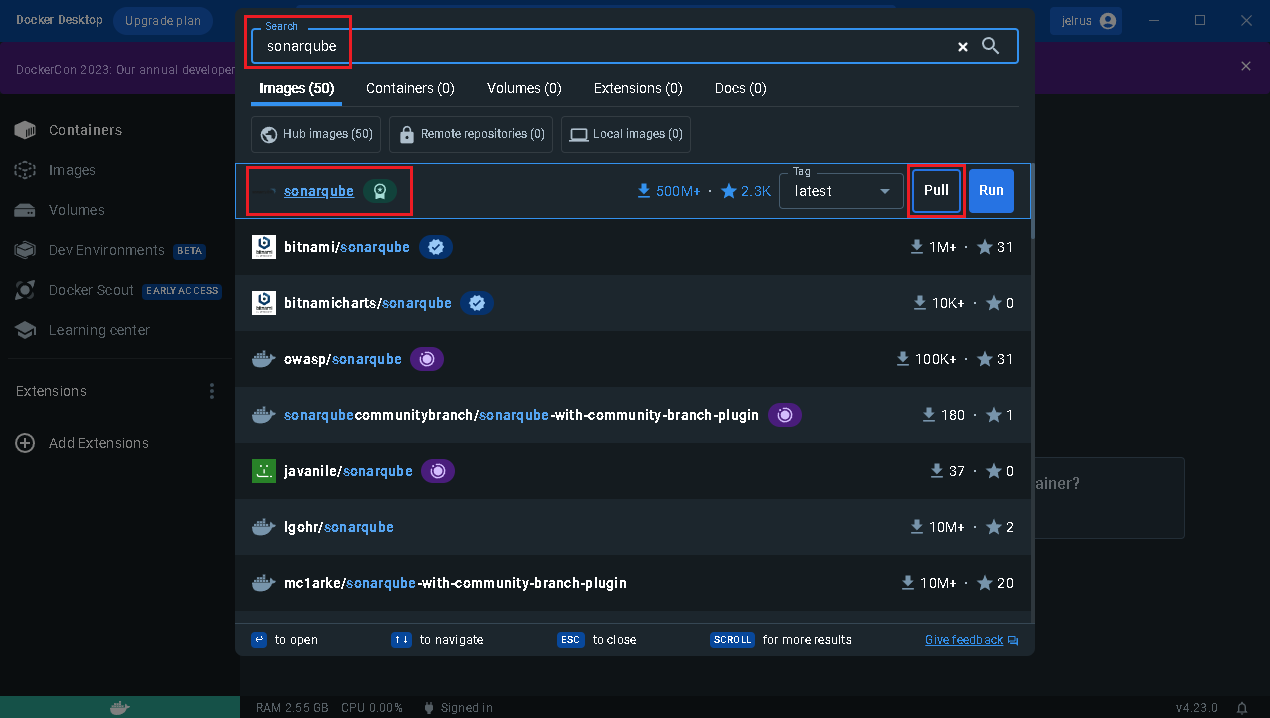 Docker Desktop
Upgrade plan
jelrus
DockerCon 2023: Our annual developer
Containers
Images
Volumes
Dev Environments BETA
Docker Scout EARLY ACCESS
Learning center
Extensions
Add Extensions
Search
sonarqube
Images (50) Containers (0) Volumes (0) Extensions (0) Docs (0)
Hub images (50) Remote repositories (0) Local images (0)
sonarqube 500M+ · 2.3K Tag latest Pull Run
bitnami/sonarqube 1M+ · 31
bitnamicharts/sonarqube 10K+ · 0
owasp/sonarqube 100K+ · 31
sonarqubecommunitybranch/sonarqube-with-community-branch-plugin 180 · 1
javanile/sonarqube 37 · 0
lgohr/sonarqube 10M+ · 2
mc1arke/sonarqube-with-community-branch-plugin 10M+ · 20
to open to navigate ESC to close SCROLL for more results Give feedback
ainer?
RAM 2.55 GB CPU 0.00% Signed in v4.23.0